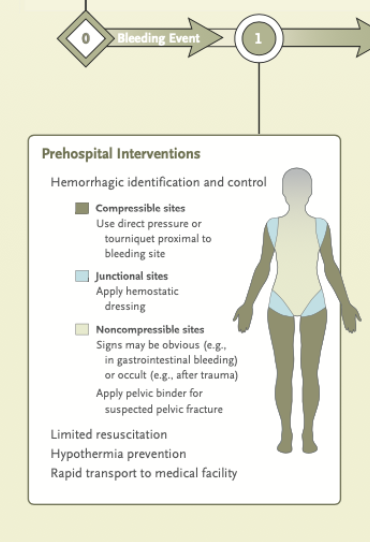 0 Bleeding Event 1
Prehospital Interventions
Hemorrhagic identification and control
Compressible sites
Use direct pressure or
tourniquet proximal to
bleeding site
Junctional sites
Apply hemostatic
dressing
Noncompressible sites
Signs may be obvious (e.g.,
in gastrointestinal bleeding)
or occult (e.g., after trauma)
Apply pelvic binder for
suspected pelvic fracture
Limited resuscitation
Hypothermia prevention
Rapid transport to medical facility